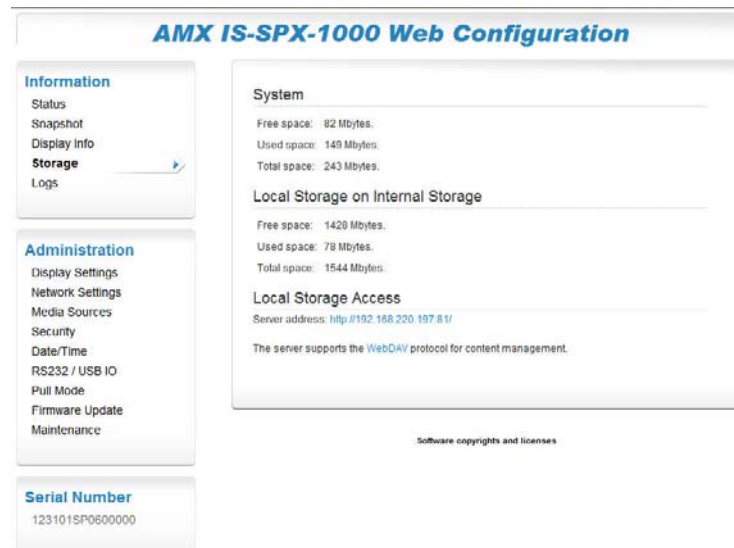 AMX IS-SPX-1000 Web Configuration
Information
Status
Snapshot
Display Info
Storage
Logs
Administration
Display Settings
Network Settings
Media Sources
Security
Date/Time
RS232 / USB IO
Pull Mode
Firmware Update
Maintenance
Serial Number
123101SP0600000
System
Free space: 82 Mbytes.
Used space: 149 Mbytes.
Total space: 243 Mbytes.
Local Storage on Internal Storage
Free space: 1428 Mbytes.
Used space: 78 Mbytes.
Total space: 1544 Mbytes.
Local Storage Access
Server address: http://192.168.220.197:81/
The server supports the WebDAV protocol for content management.
Software copyrights and licenses